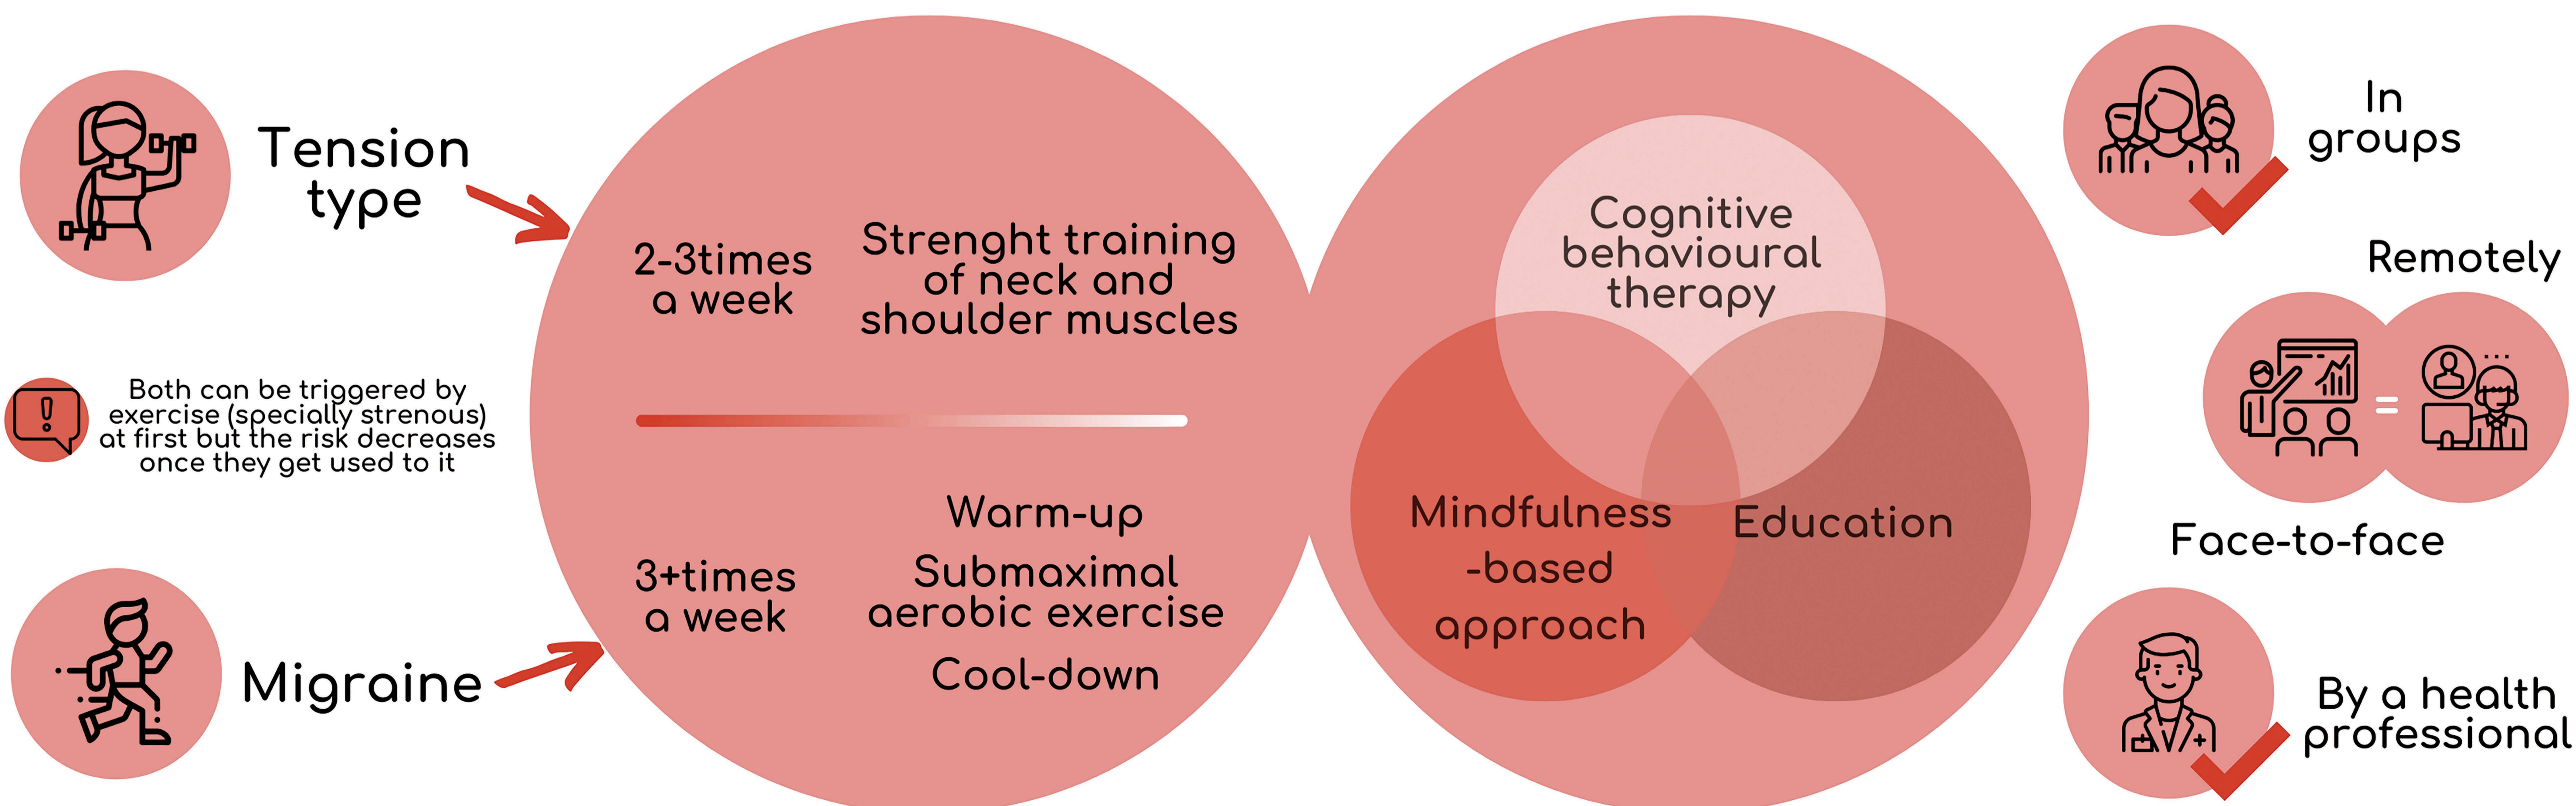 Tension
type
2-3times
a week
Strenght training
of neck and
shoulder muscles
Both can be triggered by
exercise (specially strenous)
at first but the risk decreases
once they get used to it
Migraine
3+times
a week
Warm-up
Submaximal
aerobic exercise
Cool-down
Cognitive
behavioural
therapy
Mindfulness
-based
approach
Education
In
groups
Remotely
=
Face-to-face
By a health
professional